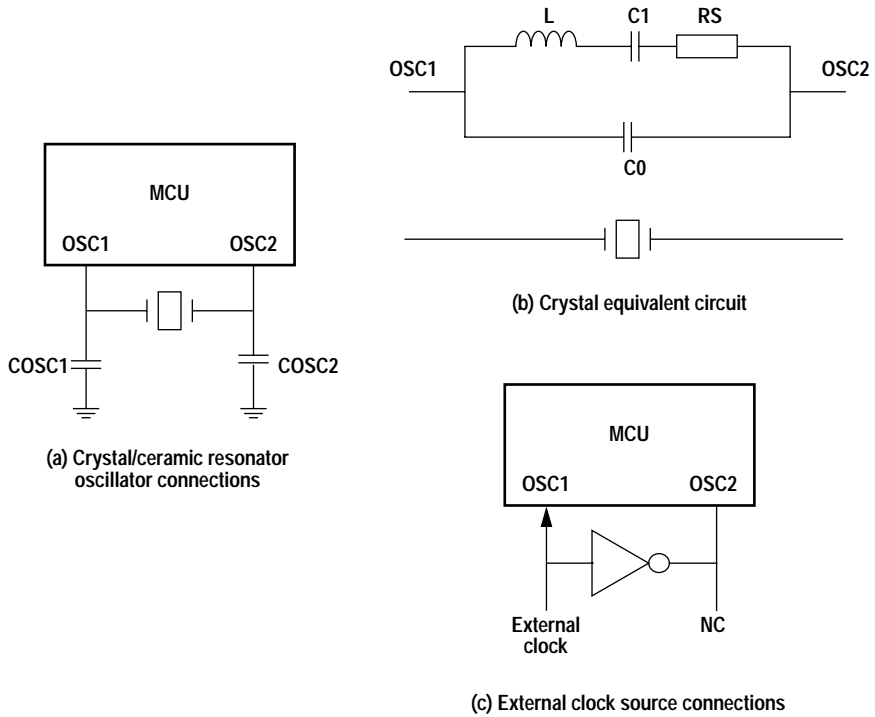 MCU
OSC1 OSC2
COSC1 COSC2
(a) Crystal/ceramic resonator
oscillator connections
L C1 RS
OSC1 OSC2
C0
(b) Crystal equivalent circuit
MCU
OSC1 OSC2
External NC
clock
(c) External clock source connections